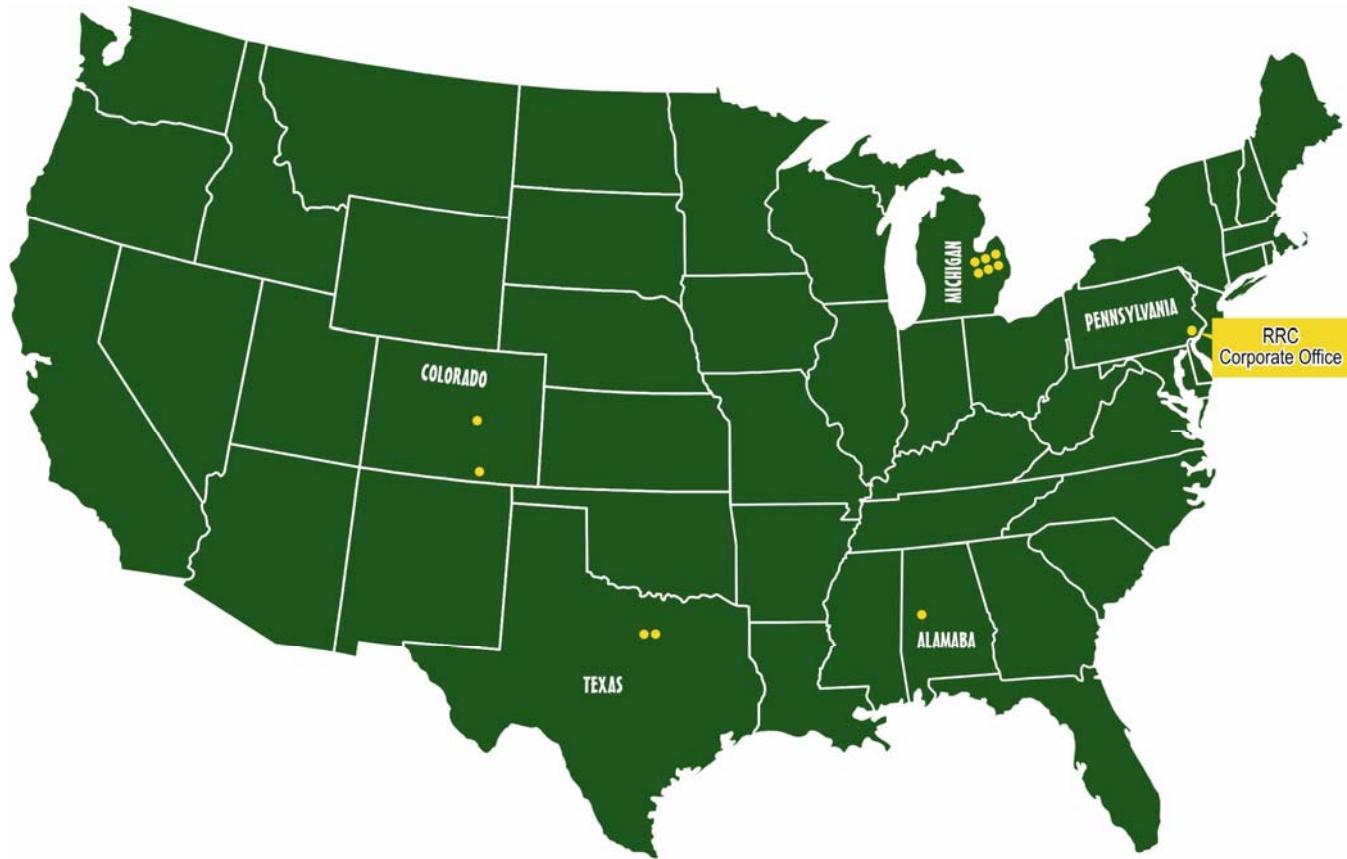 MICHIGAN
PENNSYLVANIA
RRC
Corporate Office
COLORADO
ALAMABA
TEXAS